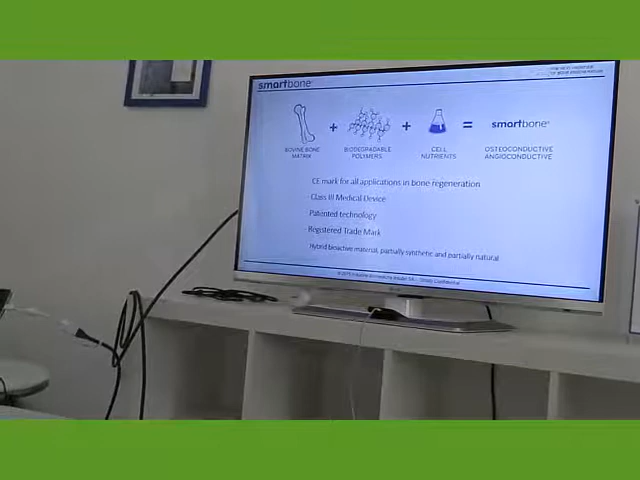 smartbone
BOVINE BONE MATRIX
+
BIODEGRADABLE POLYMERS
+
CELL NUTRIENTS
=
smartbone®
OSTEOCONDUCTIVE
ANGIOCONDUCTIVE
CE mark for all applications in bone regeneration
Class III Medical Device
Patented technology
Registered Trade Mark
Hybrid bioactive material, partially synthetic and partially natural